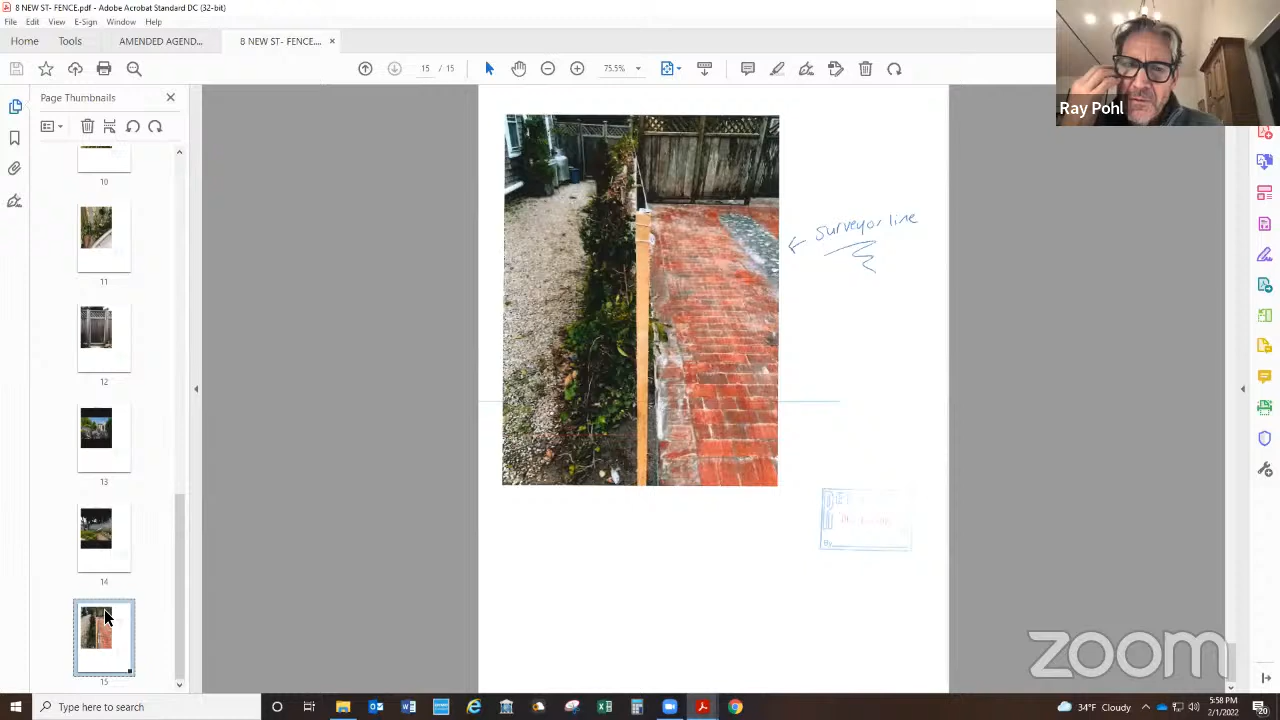 8 NEW ST- FENCE.pdf - Adobe Acrobat Standard DC (32-bit)
File Edit View E-Sign Window Help
Home Tools AMENDED AGEND... 8 NEW ST- FENCE.... ×
15 / 15 75.5%
Ray Pohl
Page Thumbnails
10
11
12
13
14
15
surveyor line
By
zoom
Type here to search
34°F Cloudy
5:58 PM
2/1/2022
20